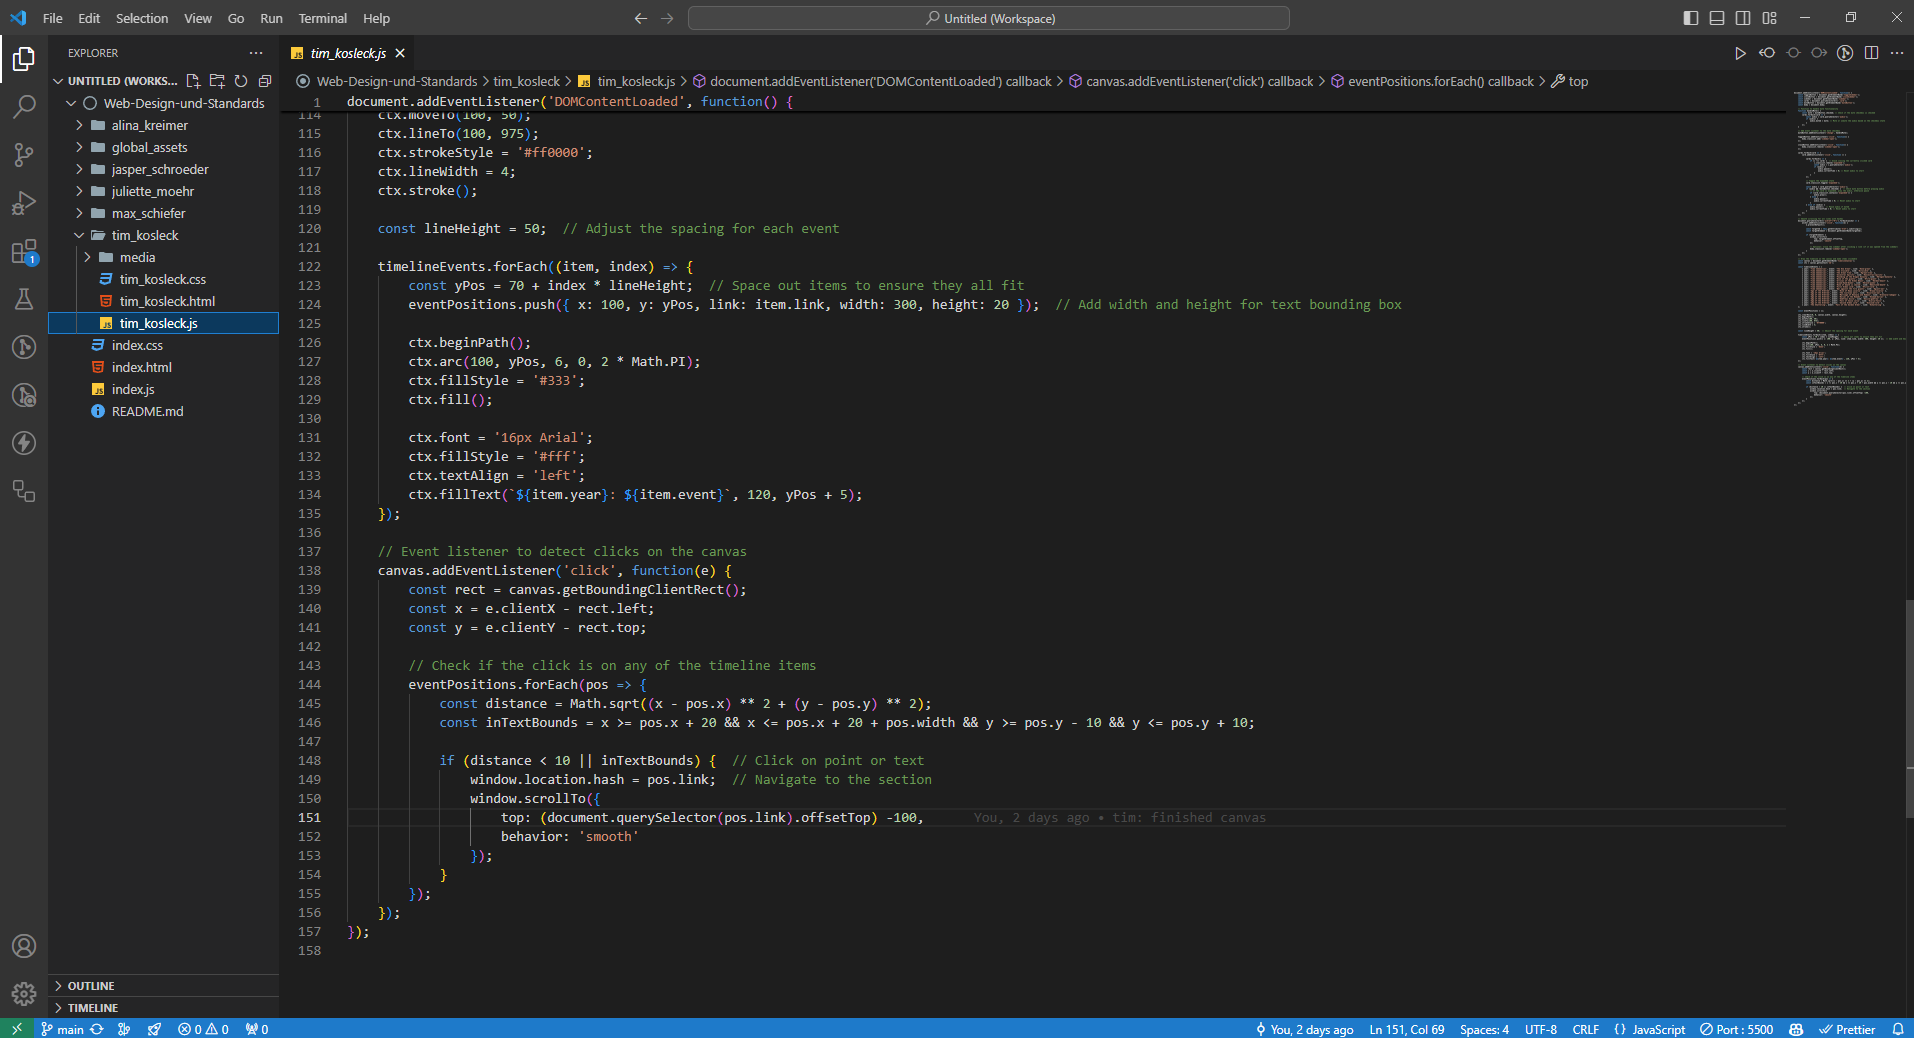 File Edit Selection View Go Run Terminal Help
Untitled (Workspace)
EXPLORER
UNTITLED (WORKS...
Web-Design-und-Standards
alina_kreimer
global_assets
jasper_schroeder
juliette_moehr
max_schiefer
tim_kosleck
media
tim_kosleck.css
tim_kosleck.html
tim_kosleck.js
index.css
index.html
index.js
README.md
OUTLINE
TIMELINE
1
tim_kosleck.js
Web-Design-und-Standards > tim_kosleck > tim_kosleck.js > document.addEventListener('DOMContentLoaded') callback > canvas.addEventListener('click') callback > eventPositions.forEach() callback > top
1 document.addEventListener('DOMContentLoaded', function() {
114 ctx.moveTo(100, 50);
115 ctx.lineTo(100, 975);
116 ctx.strokeStyle = '#ff0000';
117 ctx.lineWidth = 4;
118 ctx.stroke();
119
120 const lineHeight = 50; // Adjust the spacing for each event
121
122 timelineEvents.forEach((item, index) => {
123 const yPos = 70 + index * lineHeight; // Space out items to ensure they all fit
124 eventPositions.push({ x: 100, y: yPos, link: item.link, width: 300, height: 20 }); // Add width and height for text bounding box
125
126 ctx.beginPath();
127 ctx.arc(100, yPos, 6, 0, 2 * Math.PI);
128 ctx.fillStyle = '#333';
129 ctx.fill();
130
131 ctx.font = '16px Arial';
132 ctx.fillStyle = '#fff';
133 ctx.textAlign = 'left';
134 ctx.fillText(`${item.year}: ${item.event}`, 120, yPos + 5);
135 });
136
137 // Event listener to detect clicks on the canvas
138 canvas.addEventListener('click', function(e) {
139 const rect = canvas.getBoundingClientRect();
140 const x = e.clientX - rect.left;
141 const y = e.clientY - rect.top;
142
143 // Check if the click is on any of the timeline items
144 eventPositions.forEach(pos => {
145 const distance = Math.sqrt((x - pos.x) ** 2 + (y - pos.y) ** 2);
146 const inTextBounds = x >= pos.x + 20 && x <= pos.x + 20 + pos.width && y >= pos.y - 10 && y <= pos.y + 10;
147
148 if (distance < 10 || inTextBounds) { // Click on point or text
149 window.location.hash = pos.link; // Navigate to the section
150 window.scrollTo({
151 top: (document.querySelector(pos.link).offsetTop) -100, You, 2 days ago • tim: finished canvas
152 behavior: 'smooth'
153 });
154 }
155 });
156 });
157 });
158
main 0 0 0 You, 2 days ago Ln 151, Col 69 Spaces: 4 UTF-8 CRLF {} JavaScript Port : 5500 Prettier